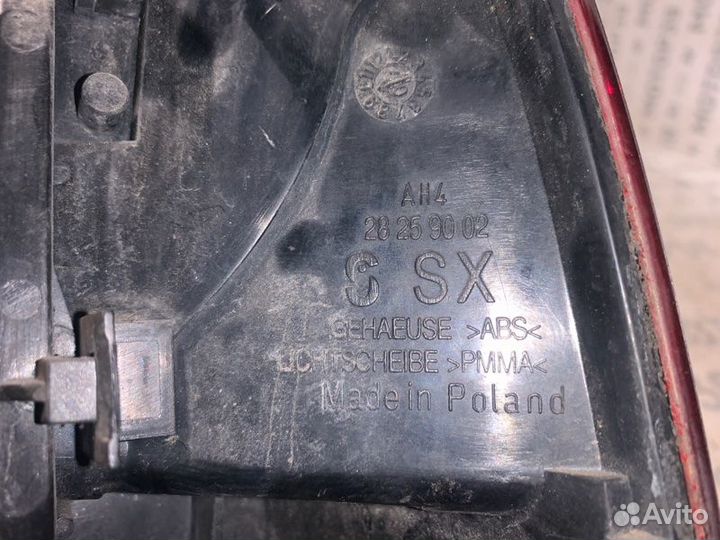 AH4
28 25 90 02
SX
GEHAEUSE >ABS<
LICHTSCHEIBE >PMMA<
Made in Poland
Avito